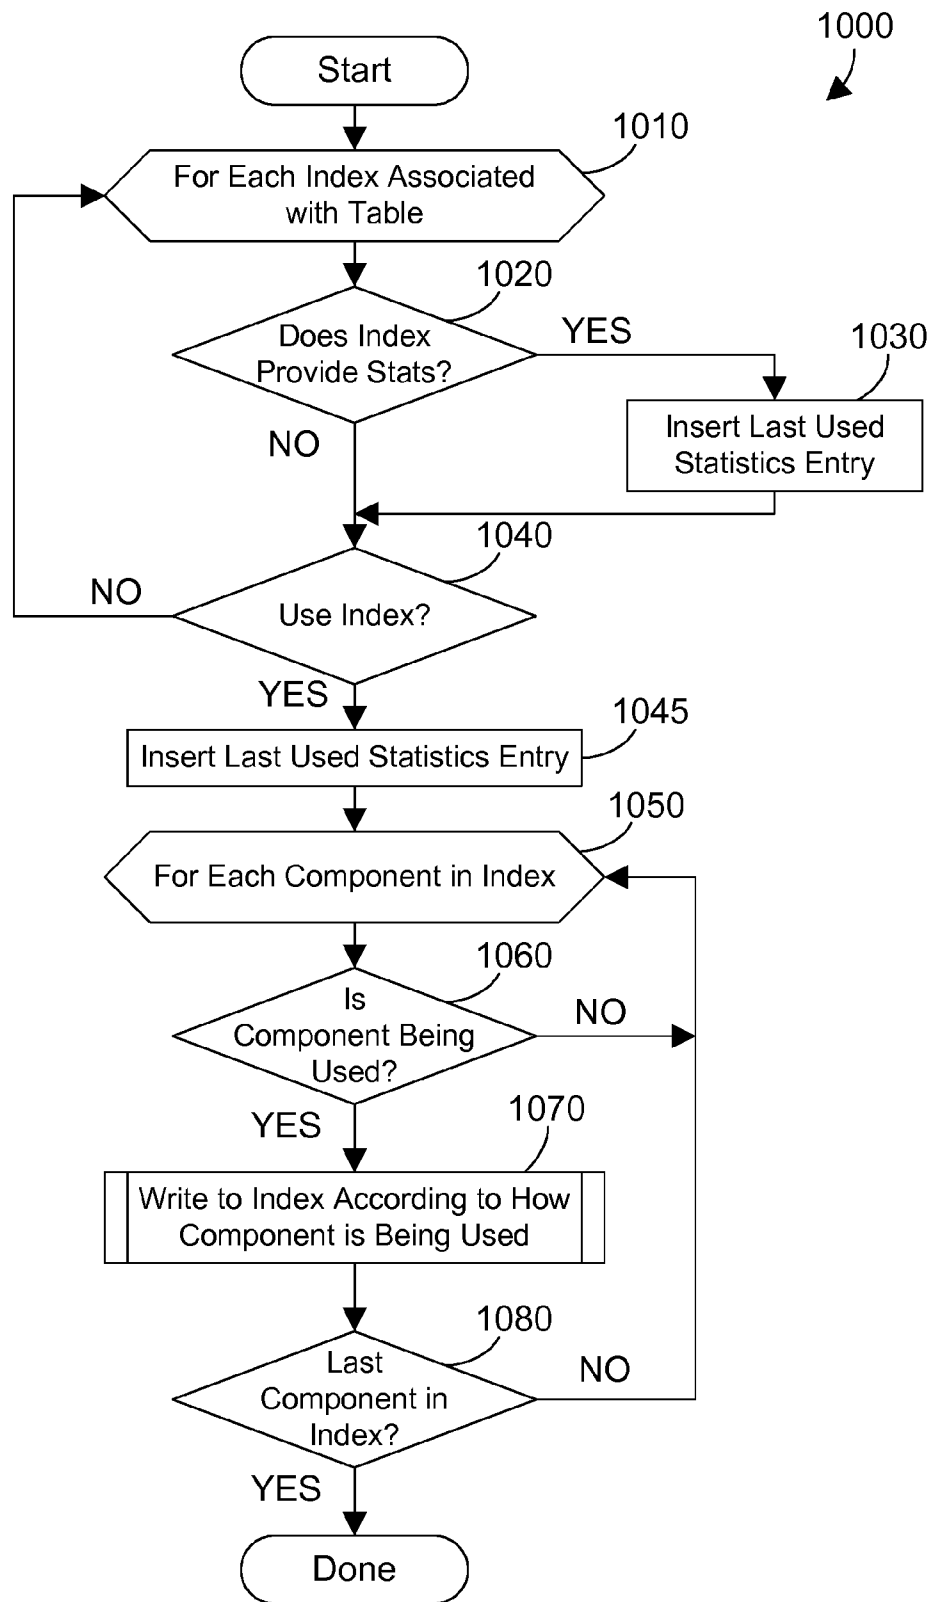 1000
Start
1010
For Each Index Associated
with Table
1020
Does Index
Provide Stats?
YES
1030
Insert Last Used
Statistics Entry
NO
1040
NO
Use Index?
YES
1045
Insert Last Used Statistics Entry
1050
For Each Component in Index
1060
Is
Component Being
Used?
NO
YES
1070
Write to Index According to How
Component is Being Used
1080
Last
Component in
Index?
NO
YES
Done